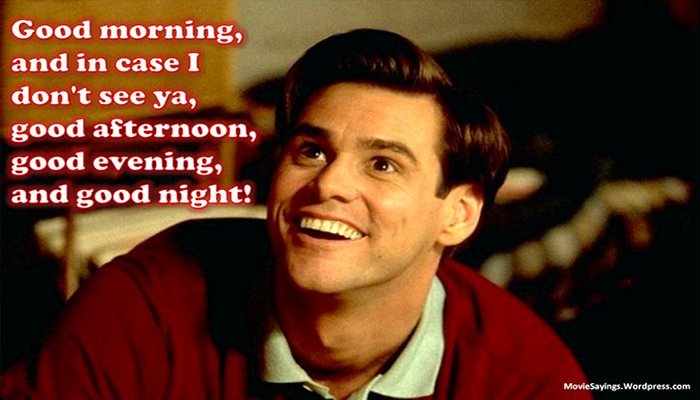 Good morning,
and in case I
don't see ya,
good afternoon,
good evening,
and good night!
MovieSayings.Wordpress.com